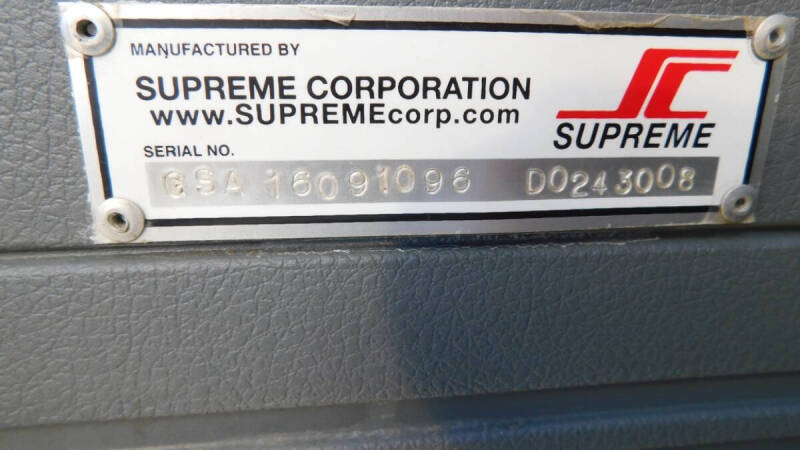 MANUFACTURED BY
SUPREME CORPORATION
www.SUPREMEcorp.com
SC
SUPREME
SERIAL NO.
GSA 16091096 D0243008